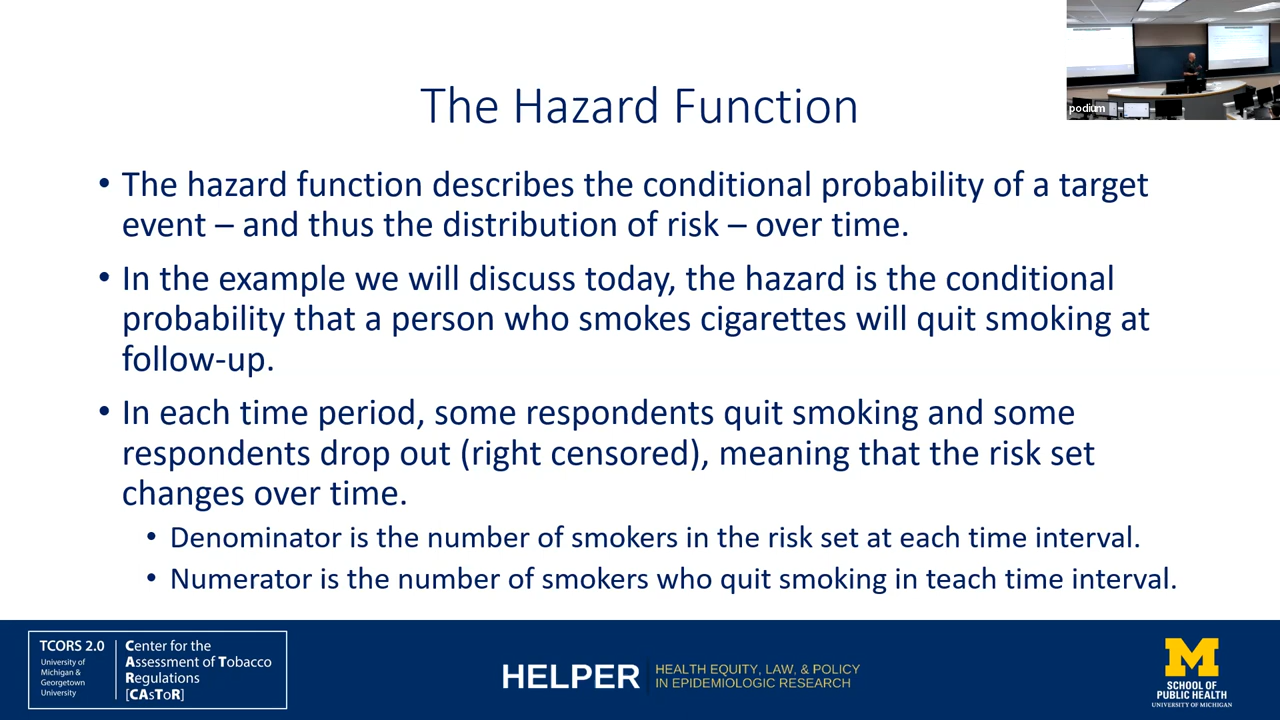 podium
The Hazard Function
• The hazard function describes the conditional probability of a target
event – and thus the distribution of risk – over time.
• In the example we will discuss today, the hazard is the conditional
probability that a person who smokes cigarettes will quit smoking at
follow-up.
• In each time period, some respondents quit smoking and some
respondents drop out (right censored), meaning that the risk set
changes over time.
• Denominator is the number of smokers in the risk set at each time interval.
• Numerator is the number of smokers who quit smoking in teach time interval.
TCORS 2.0
University of
Michigan &
Georgetown
University
Center for the
Assessment of Tobacco
Regulations
[CAsToR]
HELPER
HEALTH EQUITY, LAW, & POLICY
IN EPIDEMIOLOGIC RESEARCH
M
SCHOOL OF
PUBLIC HEALTH
UNIVERSITY OF MICHIGAN